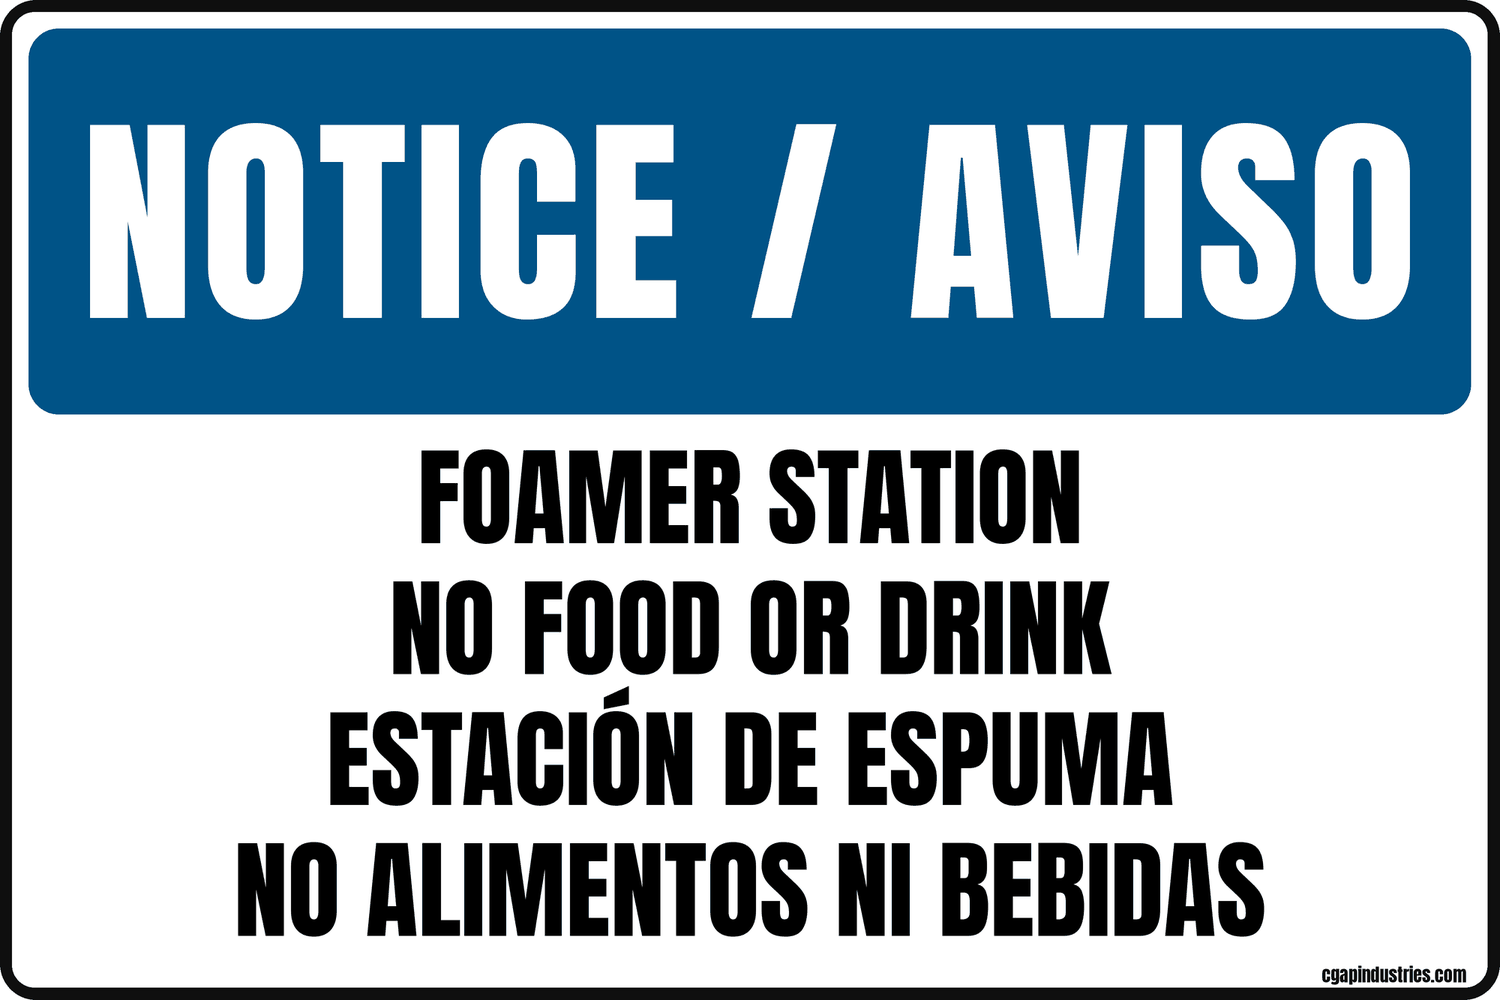 NOTICE / AVISO
FOAMER STATION
NO FOOD OR DRINK
ESTACIÓN DE ESPUMA
NO ALIMENTOS NI BEBIDAS
cgapindustries.com